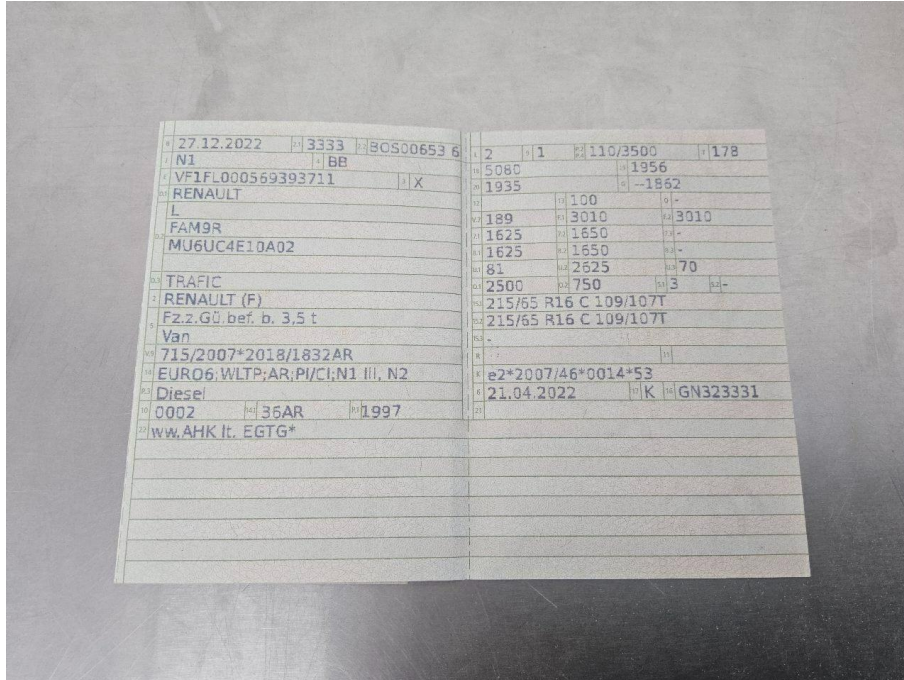 27.12.2022 3333 BOS00653 6
N1 BB
VF1FL000569393711 X
RENAULT
L
FAM9R
MU6UC4E10A02
TRAFIC
RENAULT (F)
Fz.z.Gü.bef. b. 3,5 t
Van
715/2007*2018/1832AR
EURO6;WLTP;AR;PI/CI;N1 III, N2
Diesel
0002 36AR 1997
ww.AHK lt. EGTG*
2 1 110/3500 178
5080 1956
1935 --1862
100 -
189 3010 3010
1625 1650 -
1625 1650 -
81 2625 70
2500 750 3 -
215/65 R16 C 109/107T
215/65 R16 C 109/107T
-
-
e2*2007/46*0014*53
21.04.2022 K GN323331